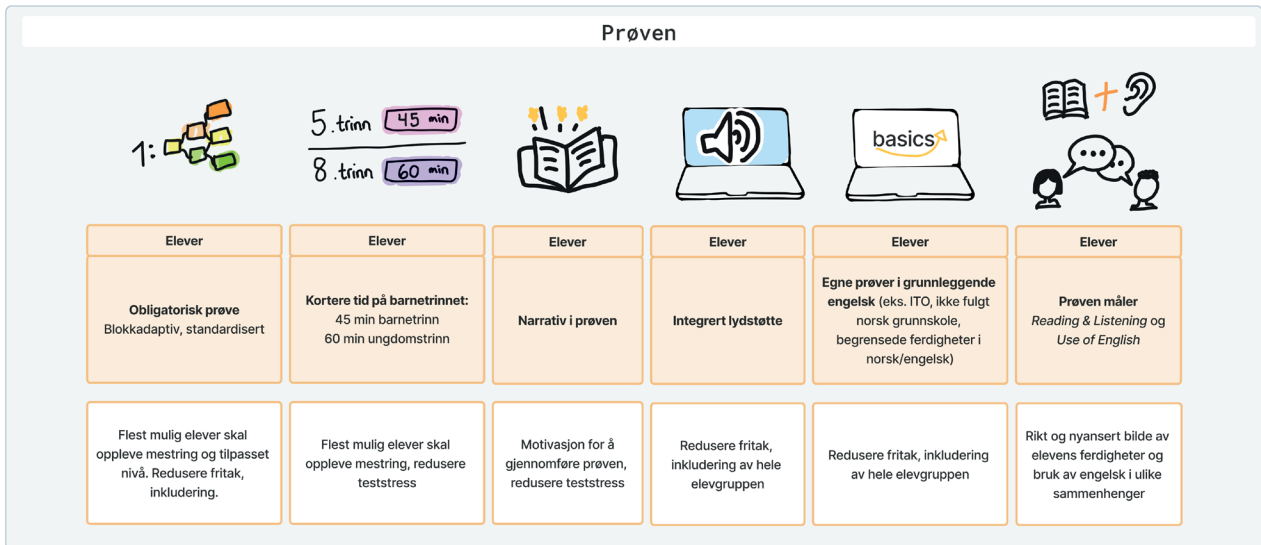 Prøven
1:
5.trinn 45 min
8.trinn 60 min
basics
Elever
Obligatorisk prøve
Blokkadaptiv, standardisert
Flest mulig elever skal
oppleve mestring og tilpasset
nivå. Redusere fritak,
inkludering.
Elever
Kortere tid på barnetrinnet:
45 min barnetrinn
60 min ungdomstrinn
Flest mulig elever skal
oppleve mestring, redusere
teststress
Elever
Narrativ i prøven
Motivasjon for å
gjennomføre prøven,
redusere teststress
Elever
Integrert lydstøtte
Redusere fritak,
inkludering av hele
elevgruppen
Elever
Egne prøver i grunnleggende
engelsk (eks. ITO, ikke fulgt
norsk grunnskole,
begrensede ferdigheter i
norsk/engelsk)
Redusere fritak, inkludering
av hele elevgruppen
Elever
Prøven måler
Reading & Listening og
Use of English
Rikt og nyansert bilde av
elevens ferdigheter og
bruk av engelsk i ulike
sammenhenger